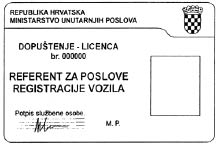 REPUBLIKA HRVATSKA
MINISTARSTVO UNUTARNJIH POSLOVA
DOPUŠTENJE - LICENCA
br. 000000
REFERENT ZA POSLOVE
REGISTRACIJE VOZILA
Potpis službene osobe
M. P.